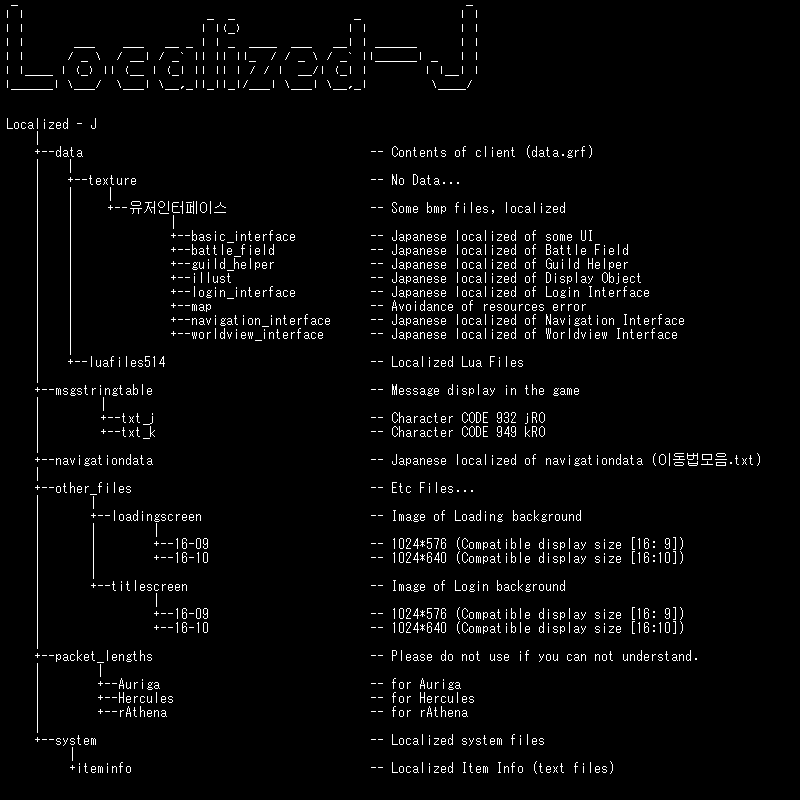 Localized-J
Localized - J
+--data -- Contents of client (data.grf)
+--texture -- No Data...
+--유저인터페이스 -- Some bmp files, localized
+--basic_interface -- Japanese localized of some UI
+--battle_field -- Japanese localized of Battle Field
+--guild_helper -- Japanese localized of Guild Helper
+--illust -- Japanese localized of Display Object
+--login_interface -- Japanese localized of Login Interface
+--map -- Avoidance of resources error
+--navigation_interface -- Japanese localized of Navigation Interface
+--worldview_interface -- Japanese localized of Worldview Interface
+--luafiles514 -- Localized Lua Files
+--msgstringtable -- Message display in the game
+--txt_j -- Character CODE 932 jRO
+--txt_k -- Character CODE 949 kRO
+--navigationdata -- Japanese localized of navigationdata (이동법모음.txt)
+--other_files -- Etc Files...
+--loadingscreen -- Image of Loading background
+--16-09 -- 1024*576 (Compatible display size [16: 9])
+--16-10 -- 1024*640 (Compatible display size [16:10])
+--titlescreen -- Image of Login background
+--16-09 -- 1024*576 (Compatible display size [16: 9])
+--16-10 -- 1024*640 (Compatible display size [16:10])
+--packet_lengths -- Please do not use if you can not understand.
+--Auriga -- for Auriga
+--Hercules -- for Hercules
+--rAthena -- for rAthena
+--system -- Localized system files
+iteminfo -- Localized Item Info (text files)